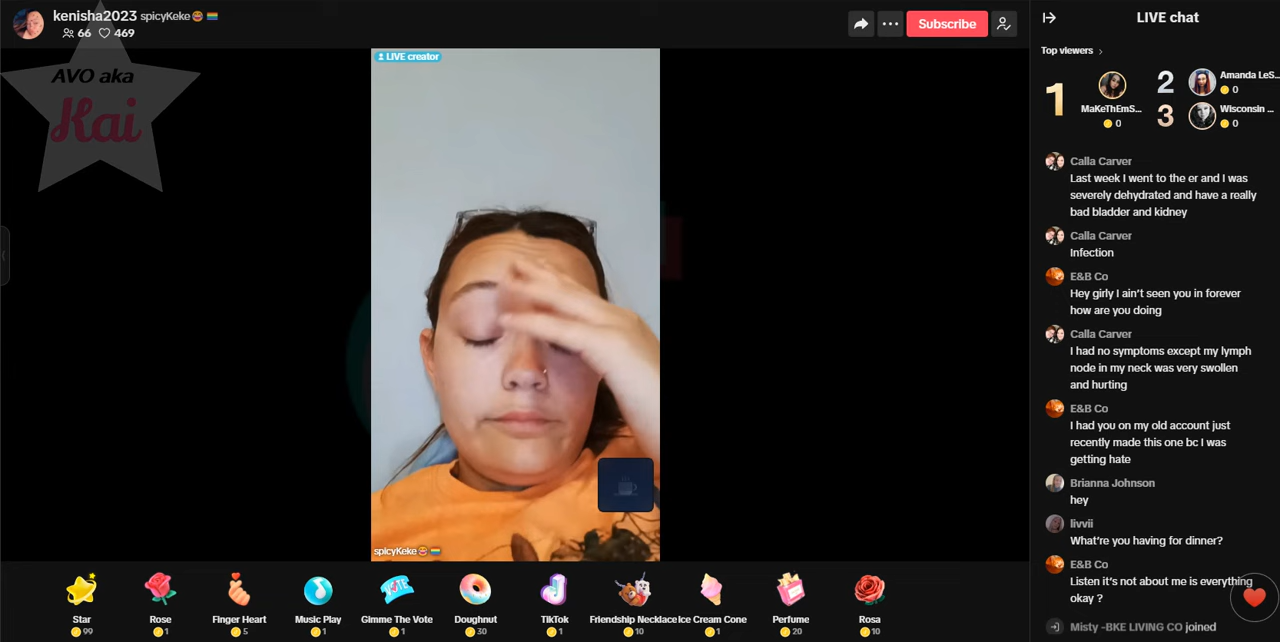 kenisha2023 spicyKeke
66 469
Subscribe
AVO aka
Kai
LIVE creator
spicyKeke
Star
99
Rose
1
Finger Heart
5
Music Play
1
Gimme The Vote
1
Doughnut
30
TikTok
1
Friendship Necklace
10
Ice Cream Cone
1
Perfume
20
Rosa
10
LIVE chat
Top viewers
1
MaKeThEmS...
0
2
Amanda LeS...
0
3
Wisconsin ...
0
Calla Carver
Last week I went to the er and I was
severely dehydrated and have a really
bad bladder and kidney
Calla Carver
Infection
E&B Co
Hey girly I ain't seen you in forever
how are you doing
Calla Carver
I had no symptoms except my lymph
node in my neck was very swollen
and hurting
E&B Co
I had you on my old account just
recently made this one bc I was
getting hate
Brianna Johnson
hey
livvii
What're you having for dinner?
E&B Co
Listen it's not about me is everything
okay ?
Misty -BKE LIVING CO joined